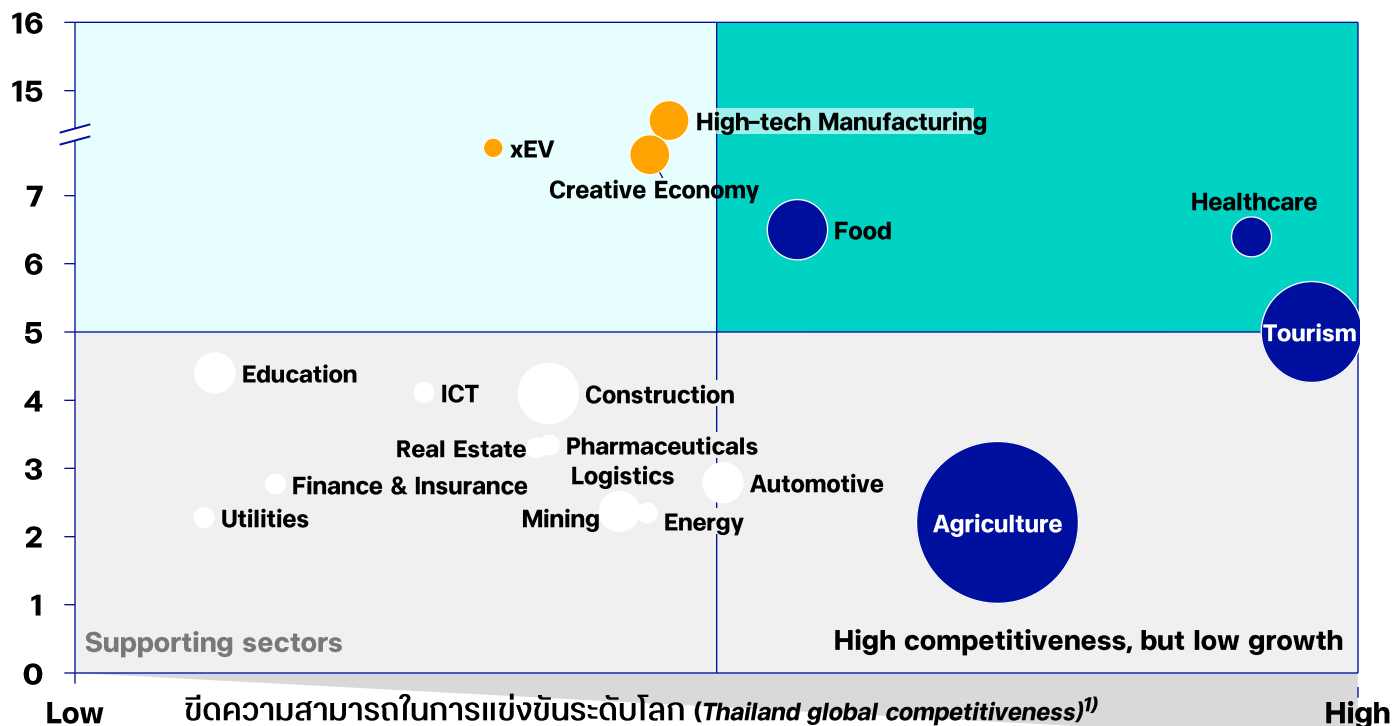 16
15
High-tech Manufacturing
xEV
Creative Economy
7
Healthcare
Food
6
5
Tourism
Education
4
ICT
Construction
Real Estate
Pharmaceuticals
3
Logistics
Finance & Insurance
Automotive
Utilities
Mining
Energy
Agriculture
2
1
Supporting sectors
High competitiveness, but low growth
0
Low
ขีดความสามารถในการแข่งขันระดับโลก (Thailand global competitiveness)1)
High